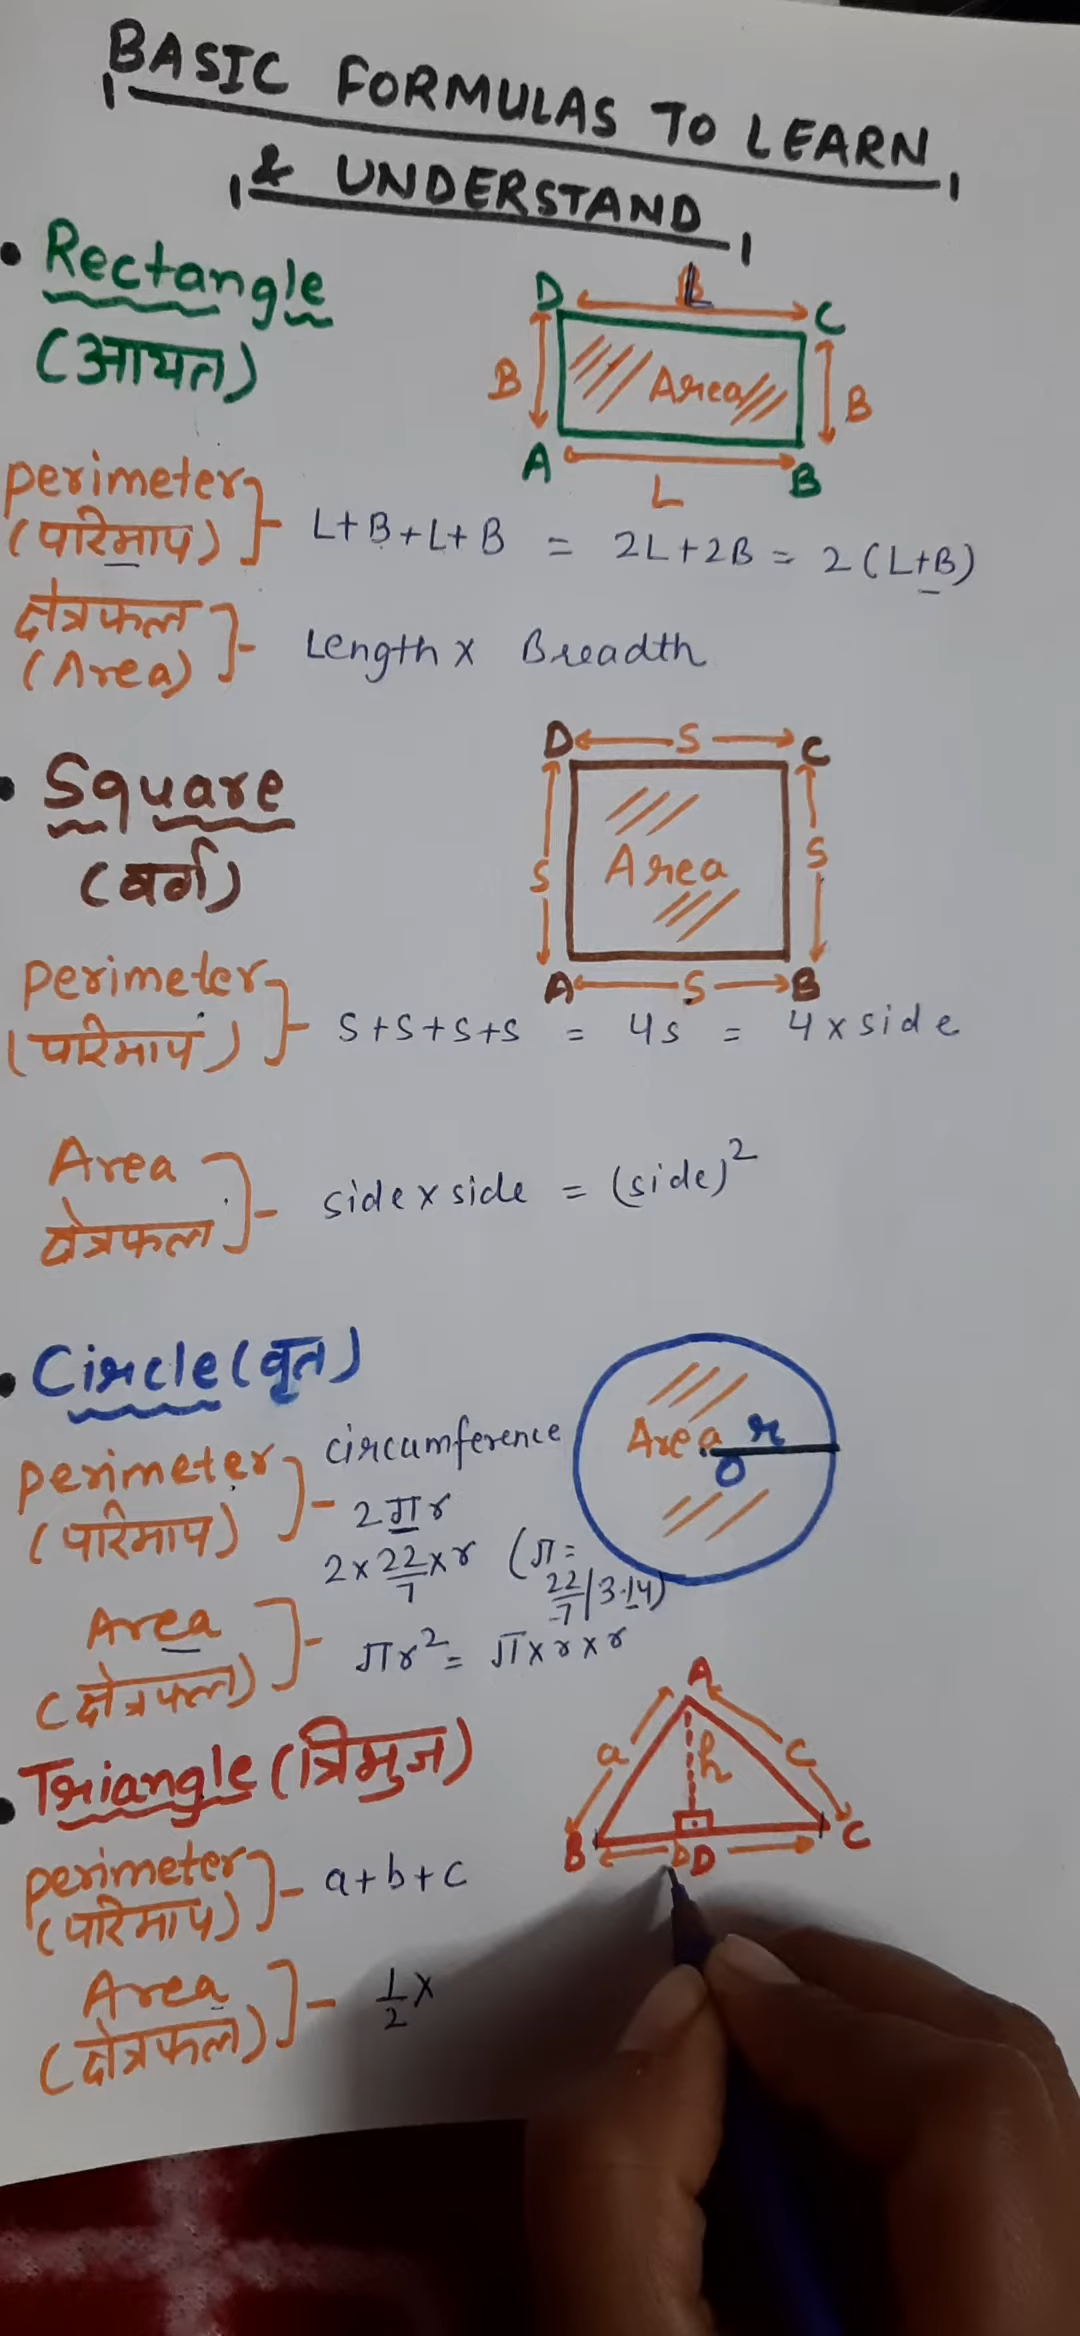 BASIC FORMULAS TO LEARN
& UNDERSTAND
• Rectangle
(आयत)
D L C
B Area B
A L B
Perimeter
(परिमाप) } - L+B+L+B = 2L+2B = 2(L+B)
क्षेत्रफल
(Area) } - Length x Breadth
• Square
(वर्ग)
D S C
S Area S
A S B
Perimeter
(परिमाप) } - S+S+S+S = 4S = 4 x side
Area
क्षेत्रफल } - side x side = (side)²
• Circle (वृत)
Area r
O
Perimeter
(परिमाप) } - circumference
2πr
2 x 22/7 x r (π = 22/7 | 3.14)
Area
(क्षेत्रफल) } - πr² = π x r x r
• Triangle (त्रिभुज)
A
a h c
B b D C
Perimeter
(परिमाप) } - a+b+c
Area
(क्षेत्रफल) } - 1/2 x